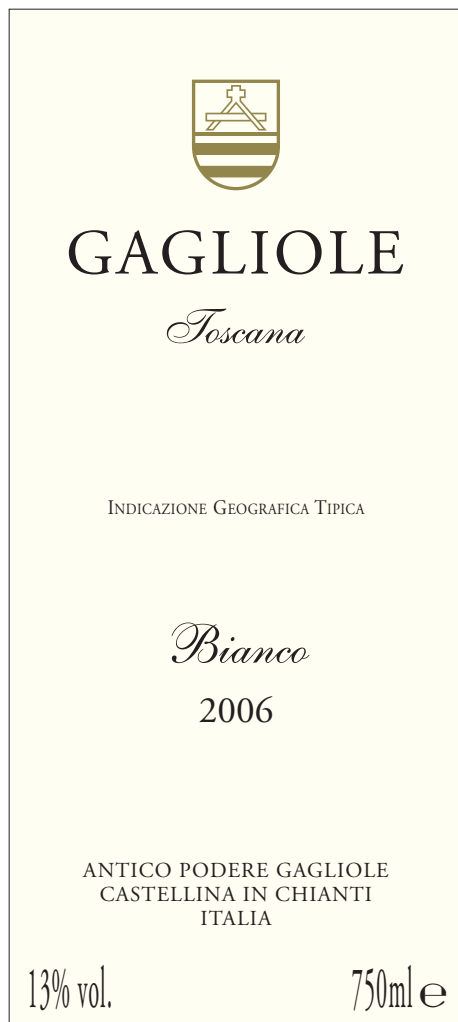 GAGLIOLE
Toscana
INDICAZIONE GEOGRAFICA TIPICA
Bianco
2006
ANTICO PODERE GAGLIOLE
CASTELLINA IN CHIANTI
ITALIA
13% vol. 750ml ℮